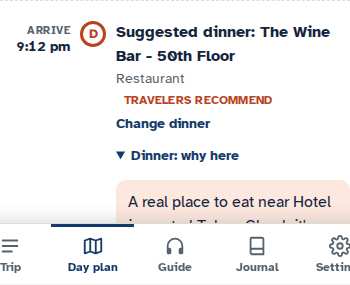 ARRIVE
9:12 pm
D
Suggested dinner: The Wine
Bar - 50th Floor
Restaurant
TRAVELERS RECOMMEND
Change dinner
▼ Dinner: why here
A real place to eat near Hotel
Trip
Day plan
Guide
Journal
Settin